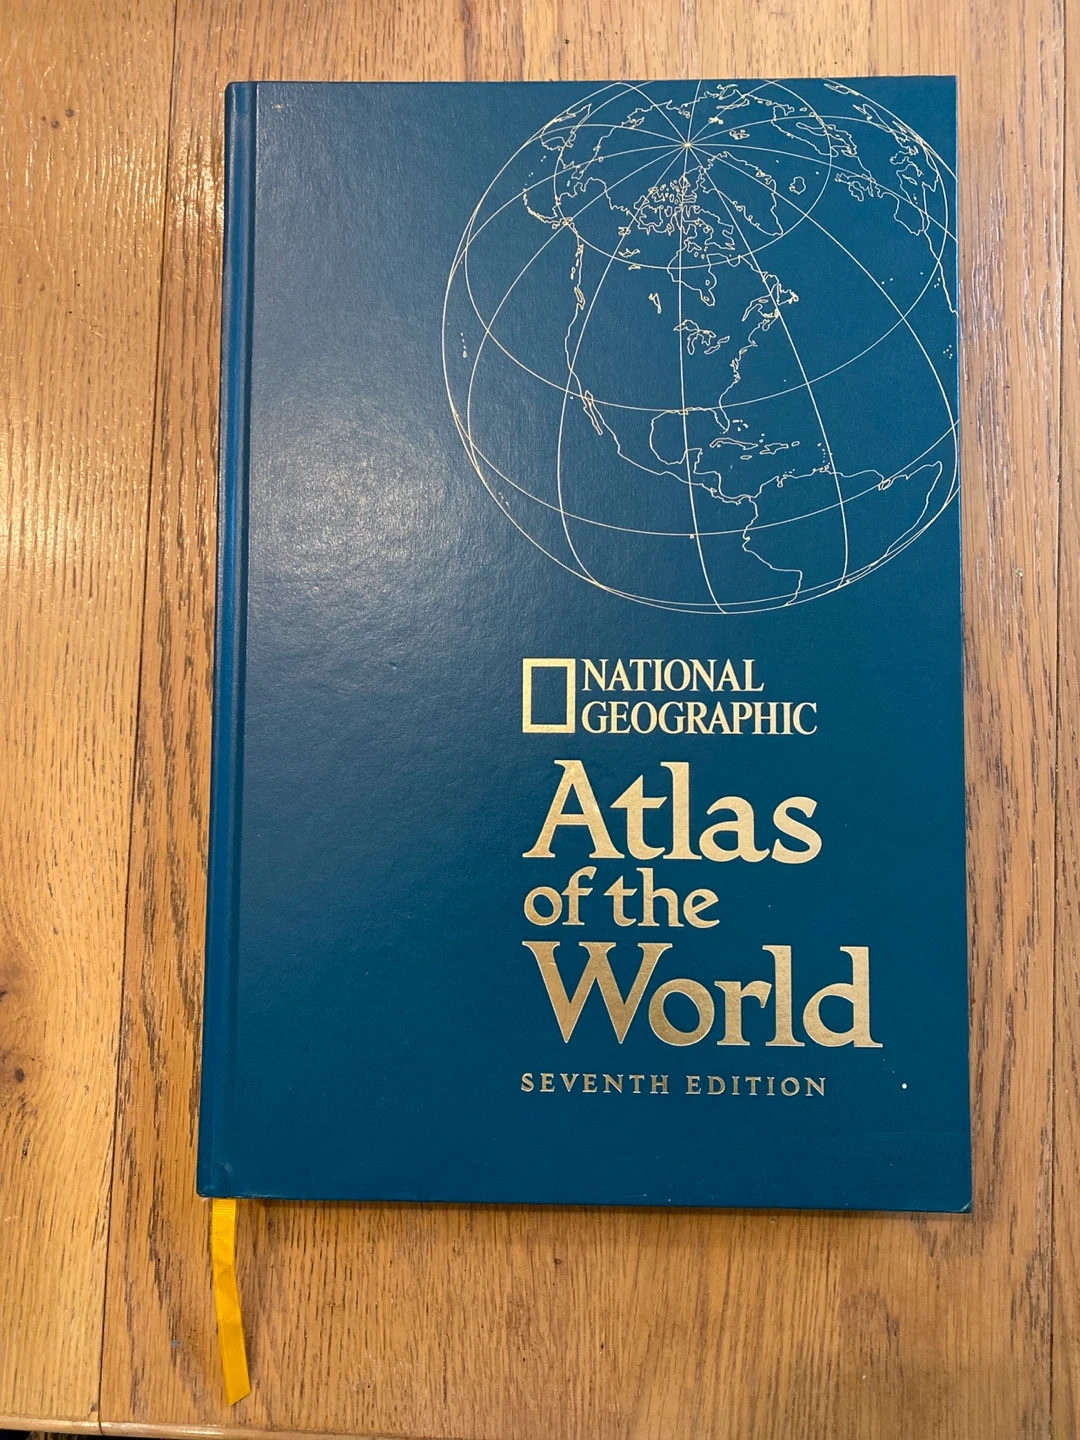 NATIONAL
GEOGRAPHIC
Atlas
of the
World
SEVENTH EDITION